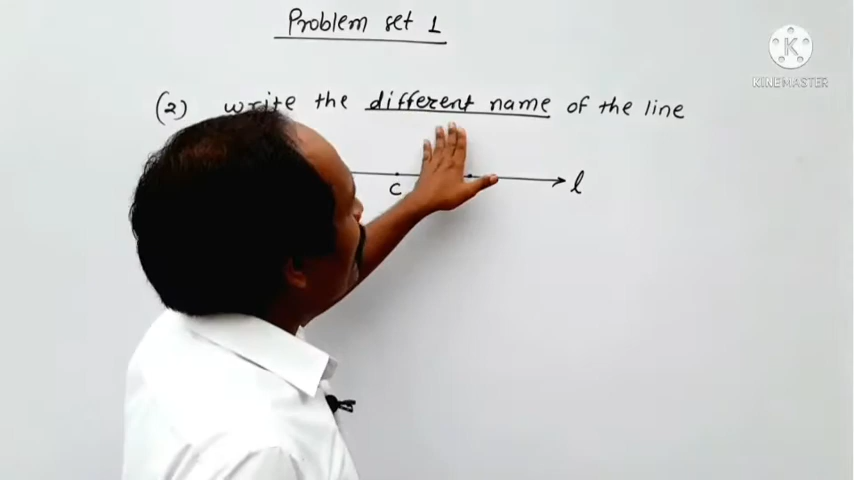 Problem set 1
K
KINEMASTER
(2) write the different name of the line
C
l